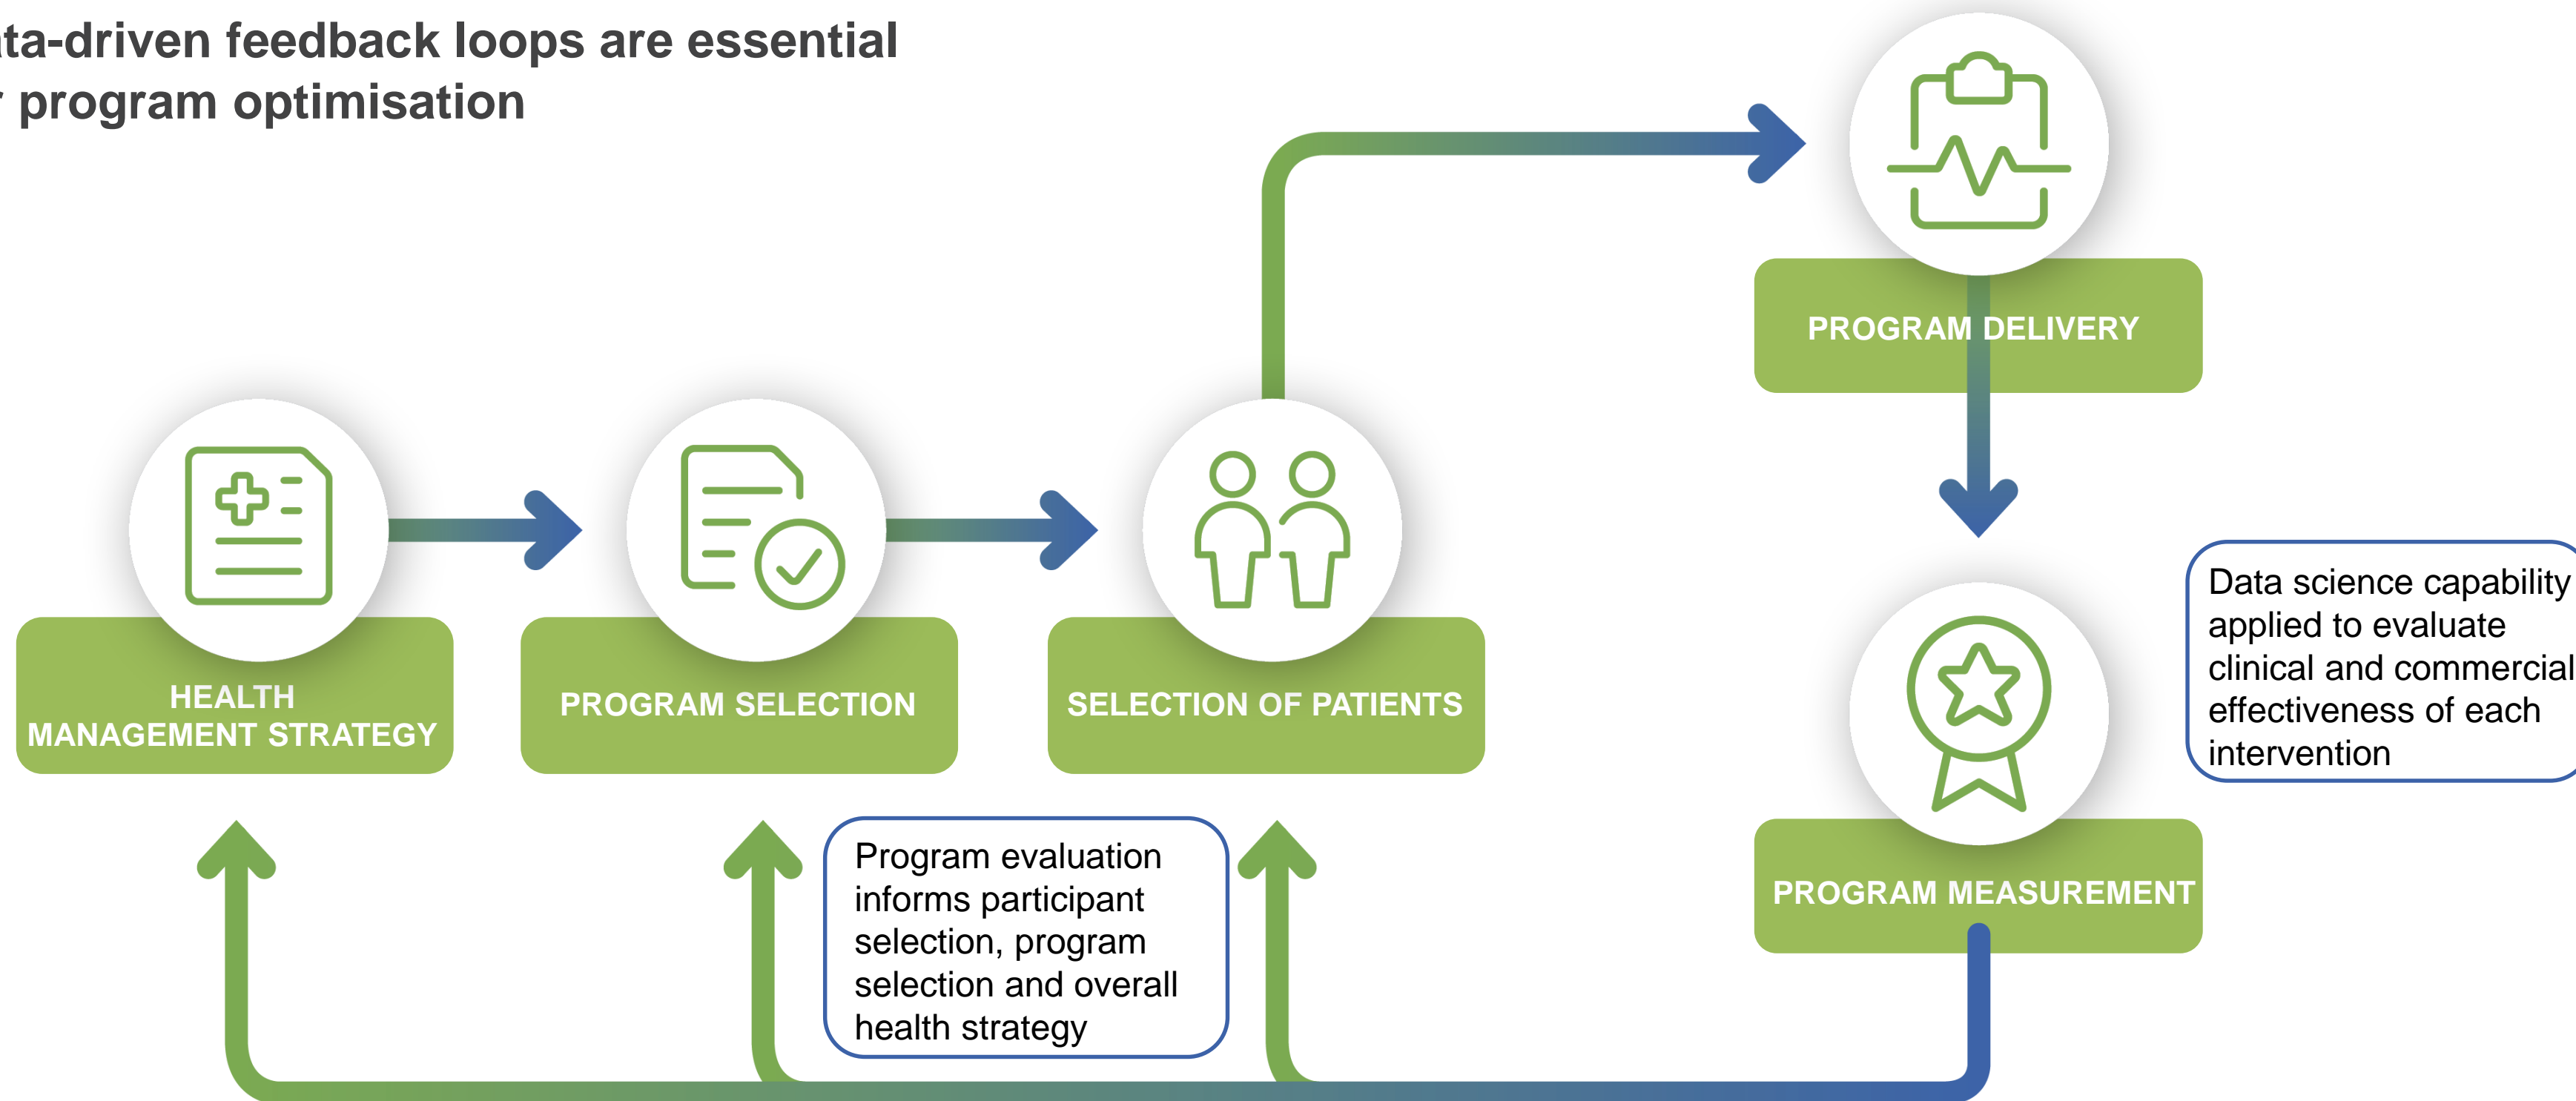 ta-driven feedback loops are essential
r program optimisation
PROGRAM DELIVERY
HEALTH
MANAGEMENT STRATEGY
PROGRAM SELECTION
SELECTION OF PATIENTS
Data science capability
applied to evaluate
clinical and commercial
effectiveness of each
intervention
Program evaluation
informs participant
selection, program
selection and overall
health strategy
PROGRAM MEASUREMENT